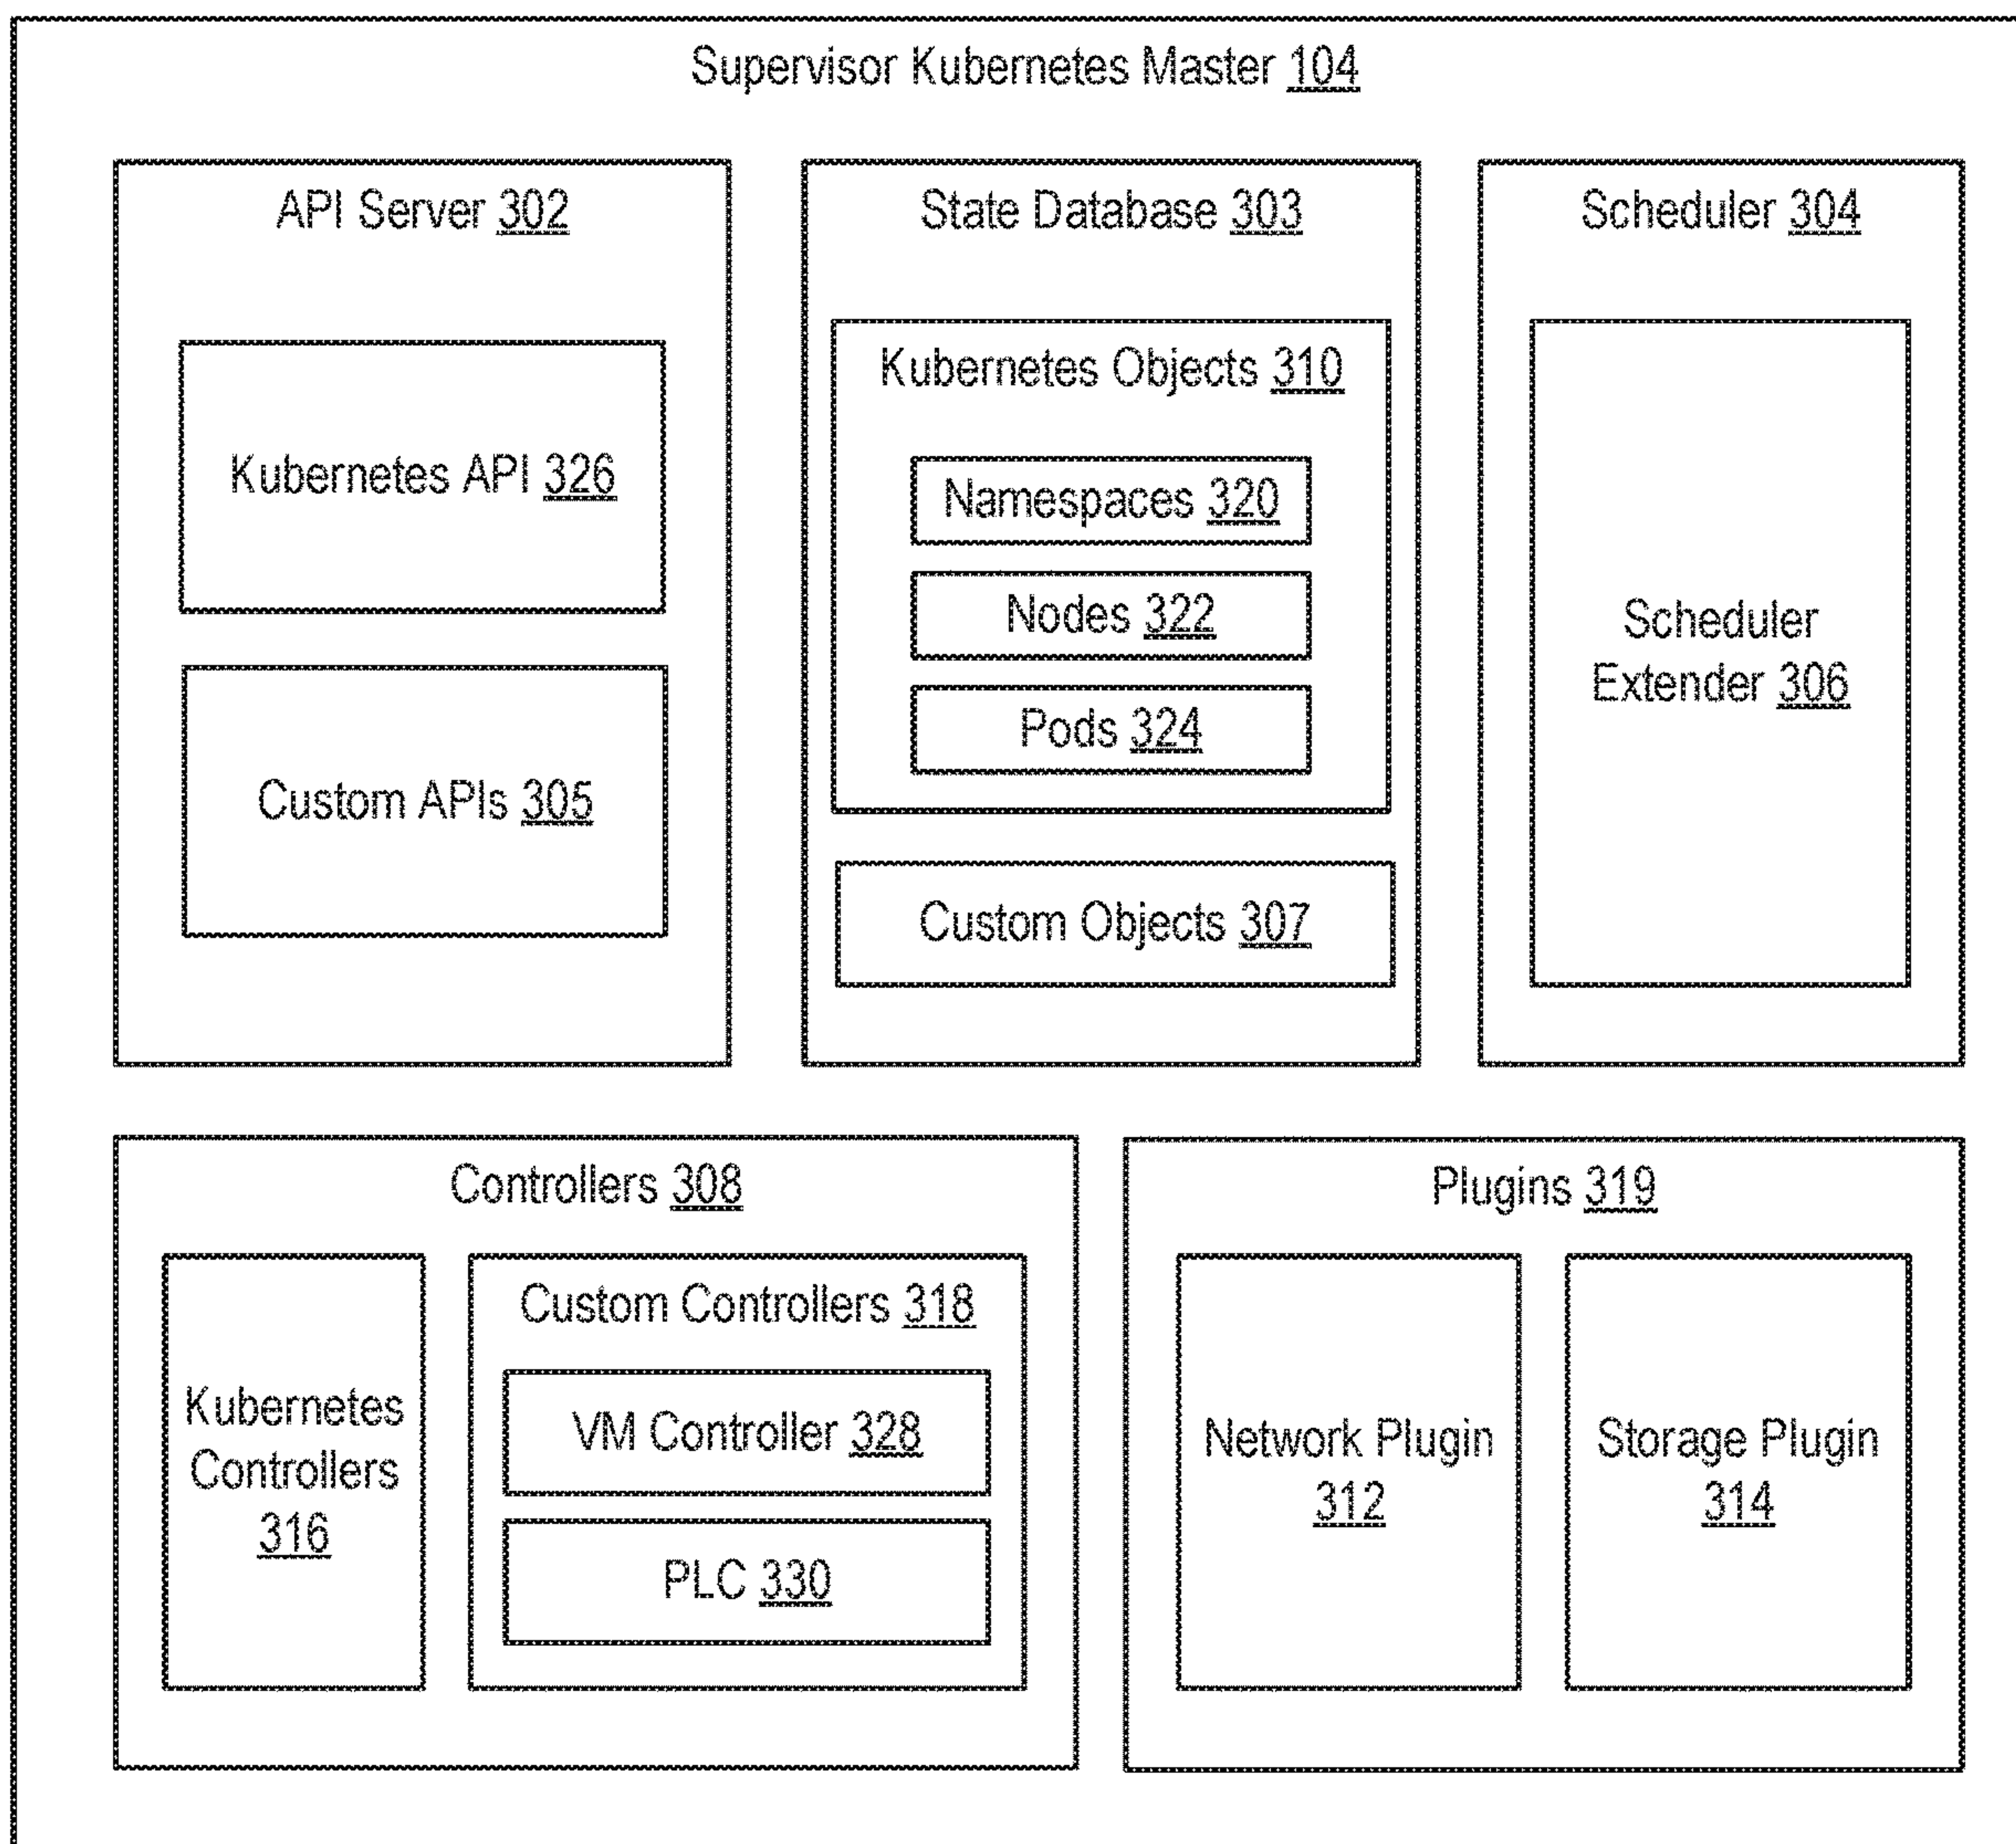 Supervisor Kubernetes Master 104
API Server 302
Kubernetes API 326
Custom APIs 305
State Database 303
Kubernetes Objects 310
Namespaces 320
Nodes 322
Pods 324
Custom Objects 307
Scheduler 304
Scheduler
Extender 306
Controllers 308
Kubernetes
Controllers
316
Custom Controllers 318
VM Controller 328
PLC 330
Plugins 319
Network Plugin
312
Storage Plugin
314